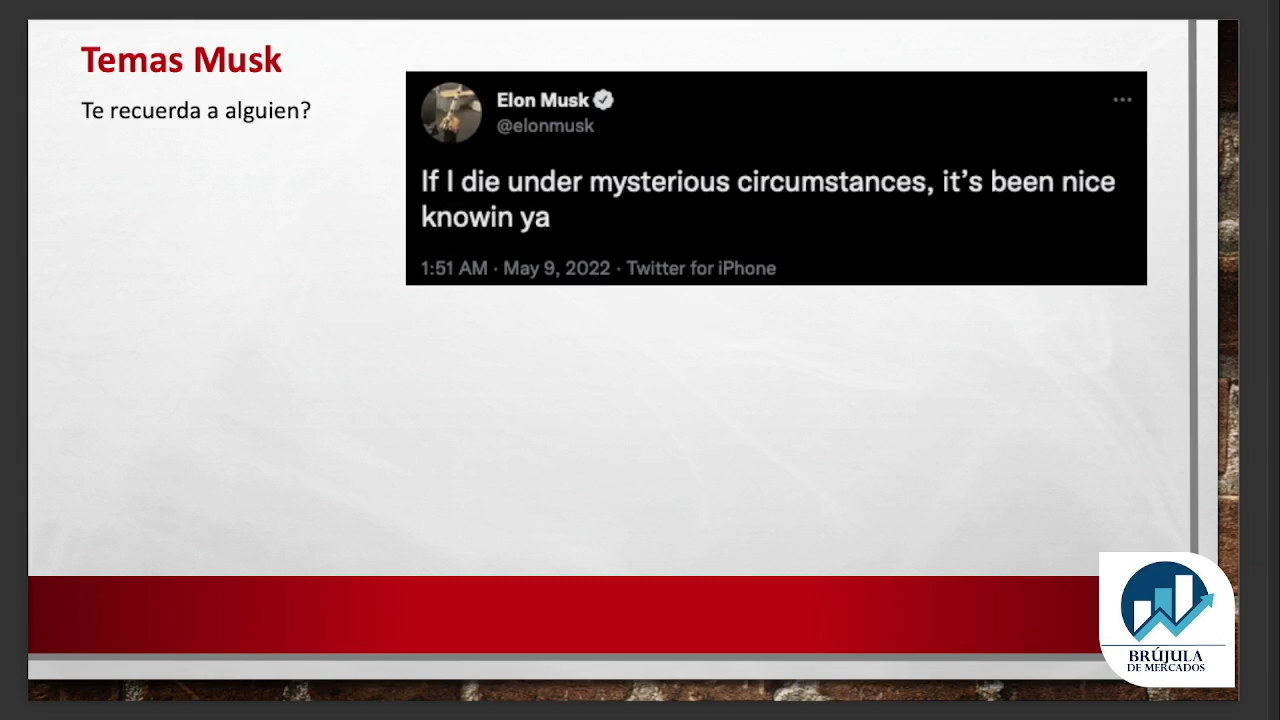 Temas Musk
Te recuerda a alguien?
Elon Musk
@elonmusk
If I die under mysterious circumstances, it's been nice
knowin ya
1:51 AM · May 9, 2022 · Twitter for iPhone
BRÚJULA
DE MERCADOS